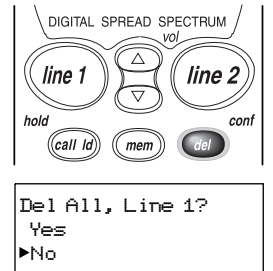 DIGITAL SPREAD SPECTRUM
vol
line 1 line 2
hold conf
call Id mem del
Del All, Line 1?
Yes
►No